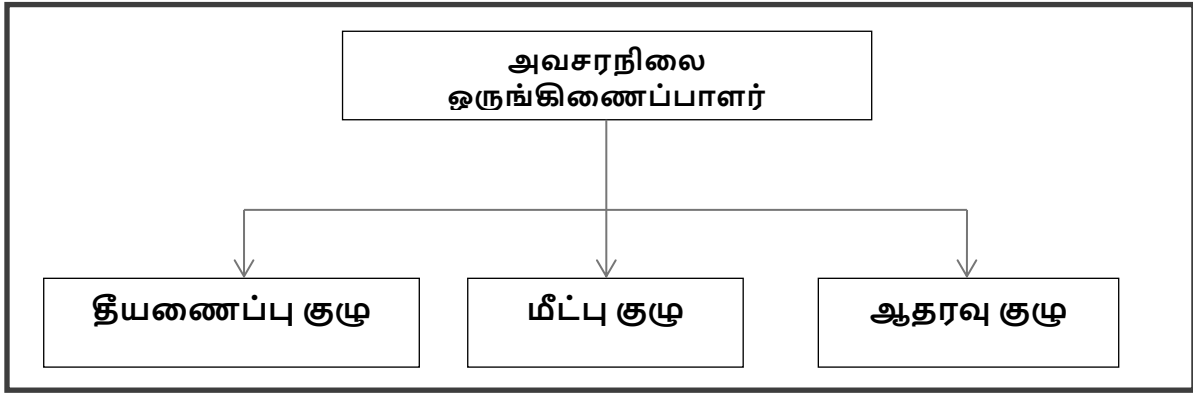 அவசரநிலை
ஒருங்கிணைப்பாளர்
தீயணைப்பு குழு
மீட்பு குழு
ஆதரவு குழு